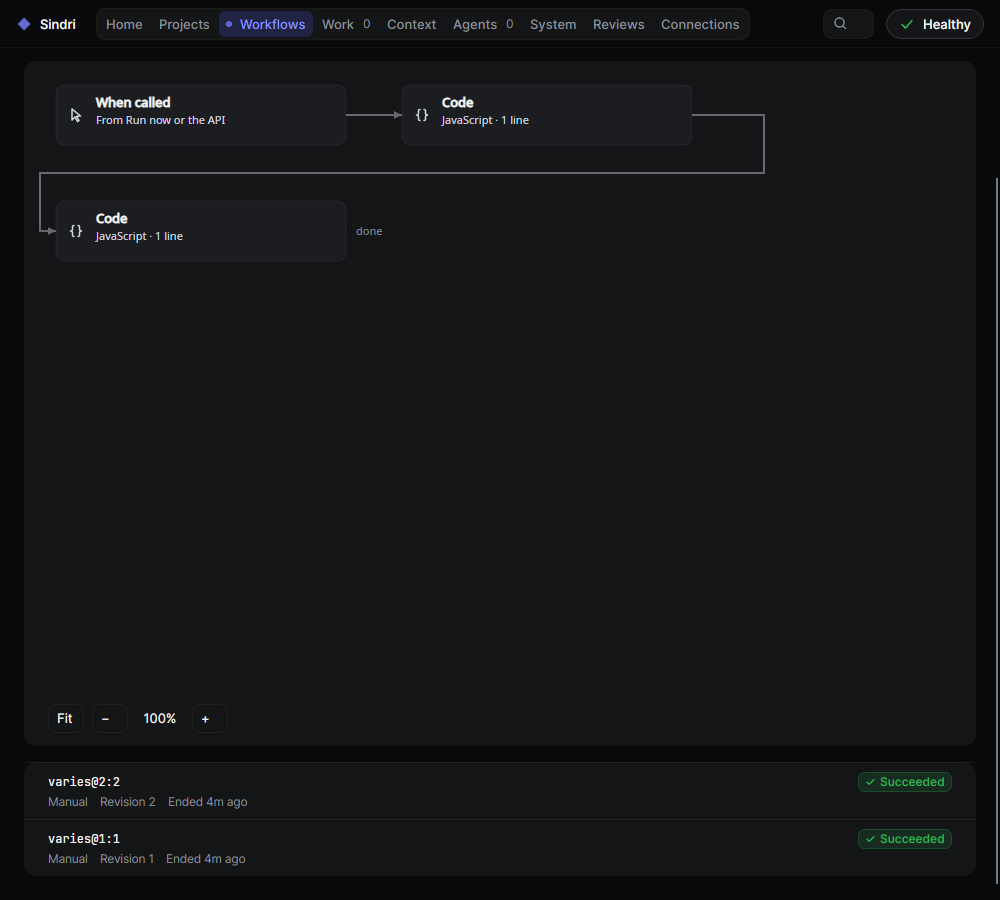 Sindri Home Projects Workflows Work 0 Context Agents 0 System Reviews Connections Healthy
When called
From Run now or the API
{} Code
JavaScript · 1 line
{} Code
JavaScript · 1 line
done
Fit − 100% +
varies@2:2
Succeeded
Manual Revision 2 Ended 4m ago
varies@1:1
Succeeded
Manual Revision 1 Ended 4m ago